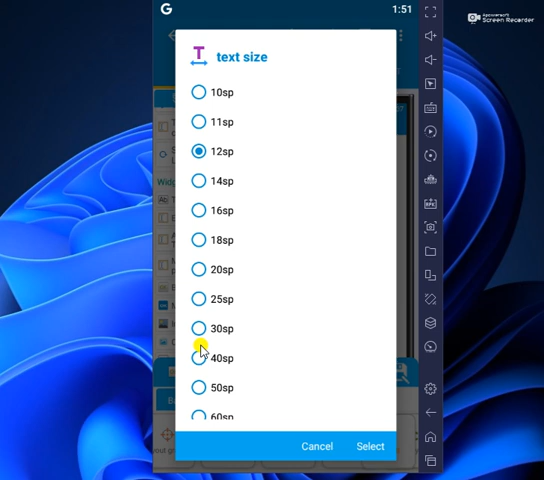 G
1:51
Apowersoft
Screen Recorder
T
text size
10sp
11sp
12sp
14sp
16sp
18sp
20sp
25sp
30sp
40sp
50sp
60sp
Cancel
Select